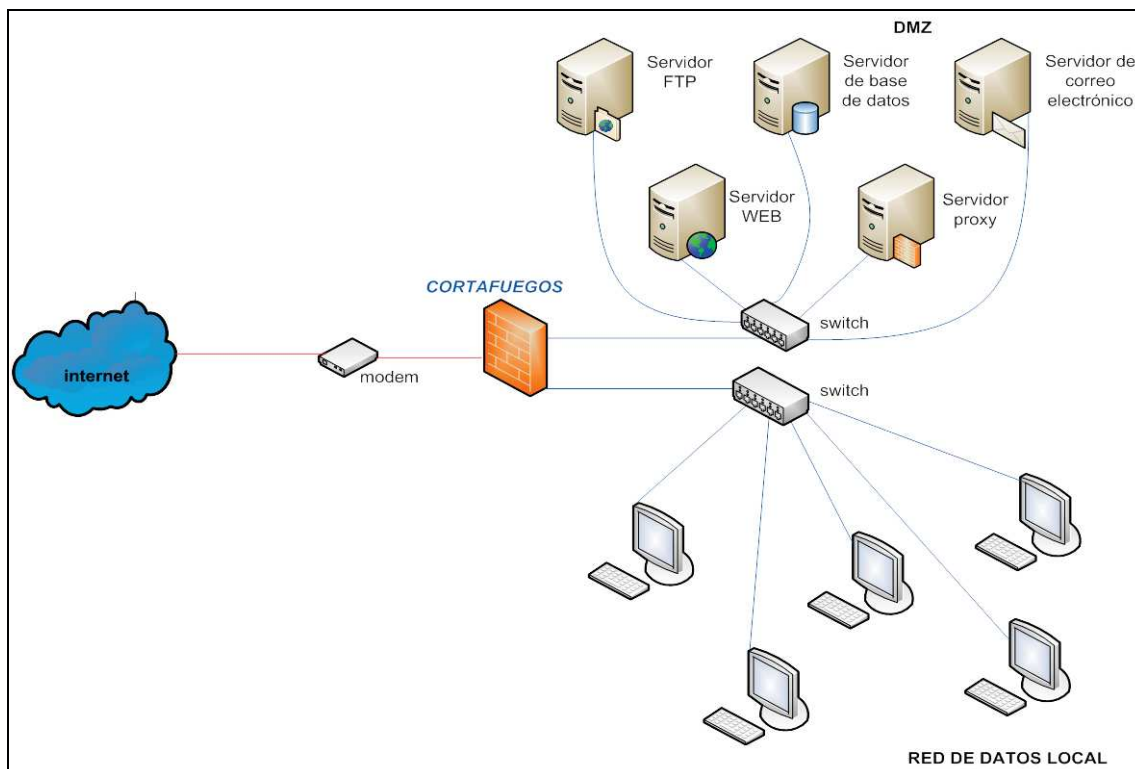 DMZ
Servidor
FTP
Servidor
de base
de datos
Servidor de
correo
electrónico
Servidor
WEB
Servidor
proxy
CORTAFUEGOS
switch
internet
modem
switch
RED DE DATOS LOCAL